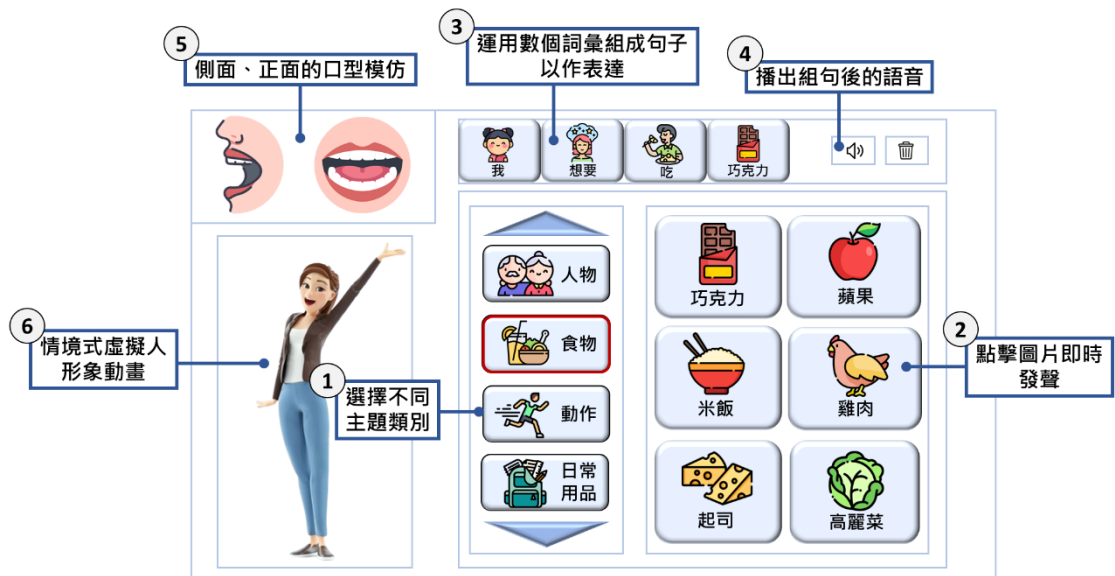 5
側面、正面的口型模仿
3
運用數個詞彙組成句子
以作表達
4
播出組句後的語音
我
想要
吃
巧克力
人物
食物
動作
日常
用品
巧克力
蘋果
米飯
雞肉
起司
高麗菜
2
點擊圖片即時
發聲
6
情境式虛擬人
形象動畫
1
選擇不同
主題類別